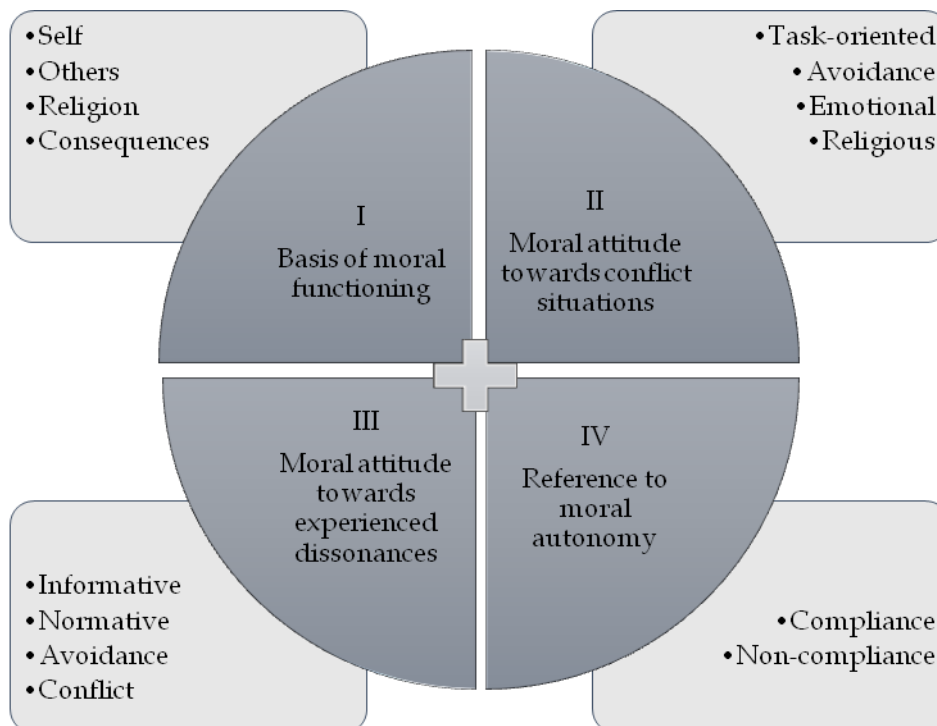 •Self
•Others
•Religion
•Consequences
•Task-oriented
•Avoidance
•Emotional
•Religious
I
Basis of moral
functioning
II
Moral attitude
towards conflict
situations
III
Moral attitude
towards
experienced
dissonances
IV
Reference to
moral
autonomy
•Informative
•Normative
•Avoidance
•Conflict
•Compliance
•Non-compliance